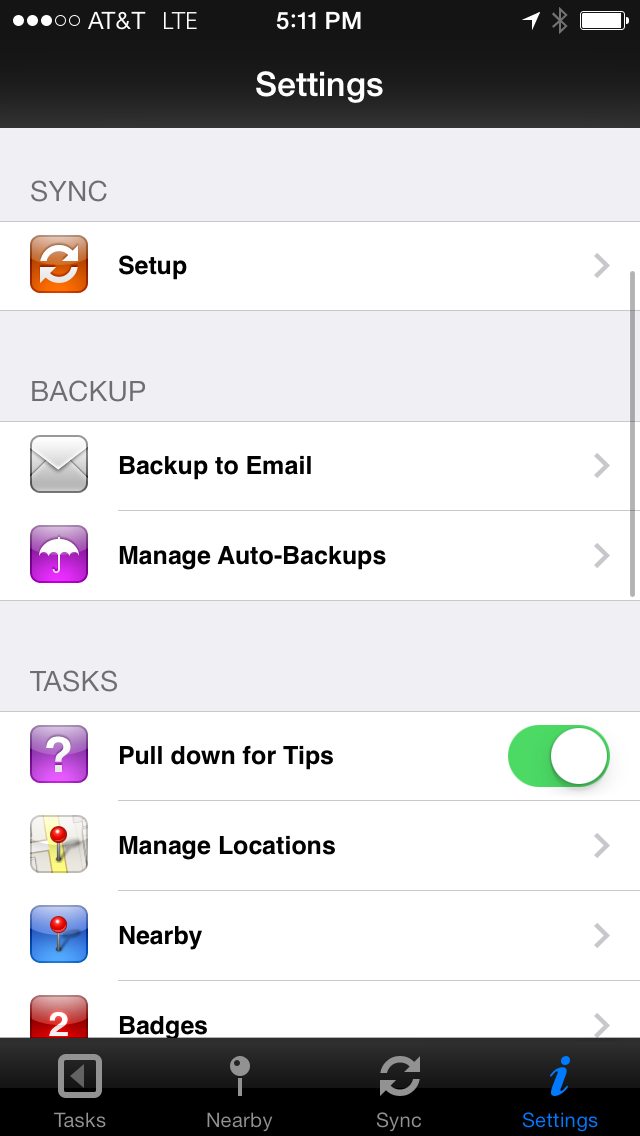 AT&T LTE 5:11 PM
Settings
SYNC
Setup
BACKUP
Backup to Email
Manage Auto-Backups
TASKS
? Pull down for Tips
Manage Locations
Nearby
2 Badges
Tasks Nearby Sync Settings